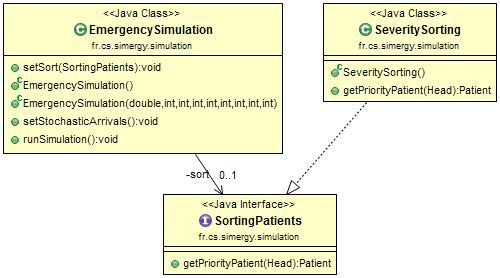 <<Java Class>>
EmergencySimulation
fr.cs.simergy.simulation
setSort(SortingPatients):void
EmergencySimulation()
EmergencySimulation(double,int,int,int,int,int,int,int,int)
setStochasticArrivals():void
runSimulation():void
<<Java Class>>
SeveritySorting
fr.cs.simergy.simulation
SeveritySorting()
getPriorityPatient(Head):Patient
-sort 0..1
<<Java Interface>>
SortingPatients
fr.cs.simergy.simulation
getPriorityPatient(Head):Patient